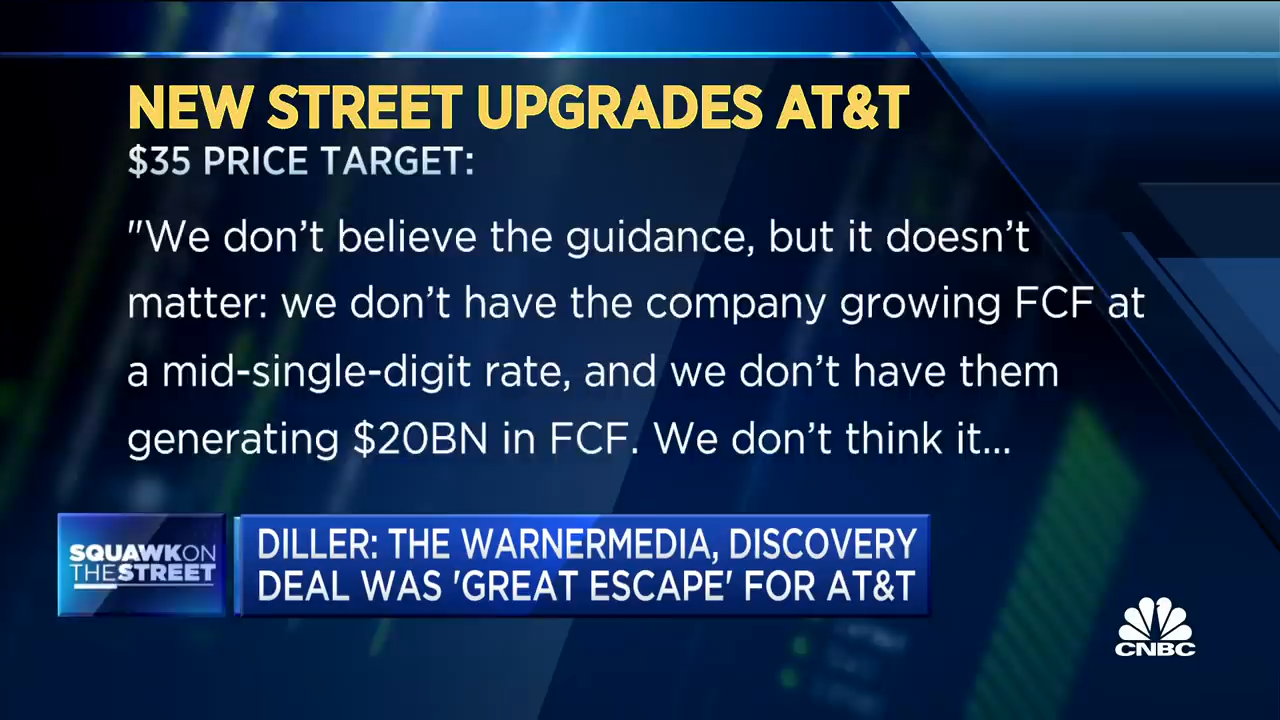 NEW STREET UPGRADES AT&T
$35 PRICE TARGET:
"We don’t believe the guidance, but it doesn’t
matter: we don’t have the company growing FCF at
a mid-single-digit rate, and we don’t have them
generating $20BN in FCF. We don’t think it...
SQUAWK ON
THE STREET
DILLER: THE WARNERMEDIA, DISCOVERY
DEAL WAS 'GREAT ESCAPE' FOR AT&T
CNBC